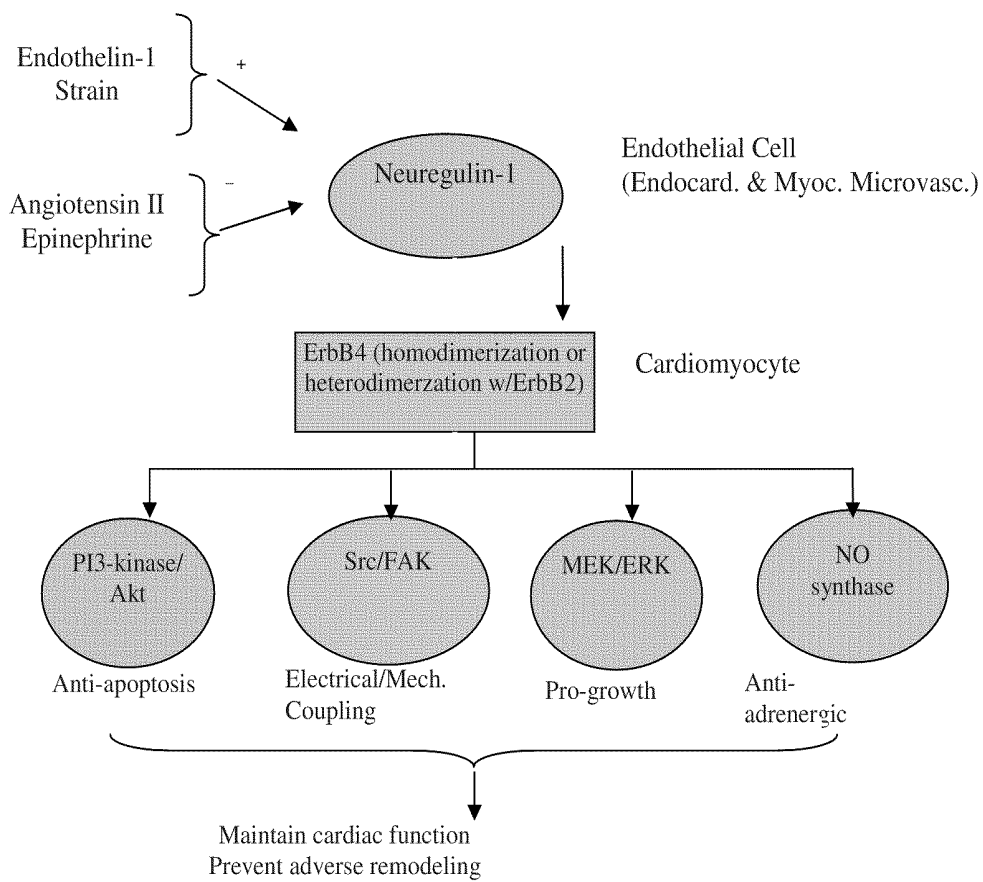 Endothelin-1
Strain
+
Neuregulin-1
Endothelial Cell
(Endocard. & Myoc. Microvasc.)
–
Angiotensin II
Epinephrine
ErbB4 (homodimerization or
heterodimerzation w/ErbB2)
Cardiomyocyte
PI3-kinase/
Akt
Src/FAK
MEK/ERK
NO
synthase
Anti-apoptosis
Electrical/Mech.
Coupling
Pro-growth
Anti-
adrenergic
Maintain cardiac function
Prevent adverse remodeling